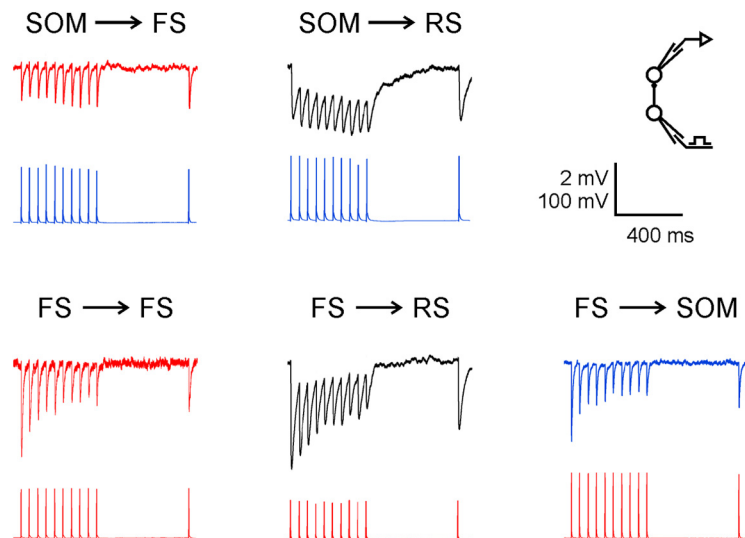 SOM → FS
SOM → RS
2 mV
100 mV
400 ms
FS → FS
FS → RS
FS → SOM